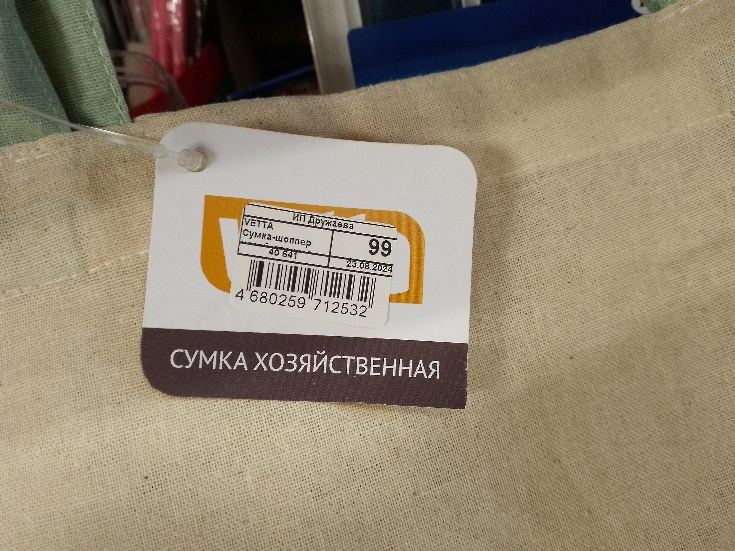 ИП Дружаева
VETTA
Сумка-шоппер
99
40 641
23.08.2024
4 680259 712532
СУМКА ХОЗЯЙСТВЕННАЯ